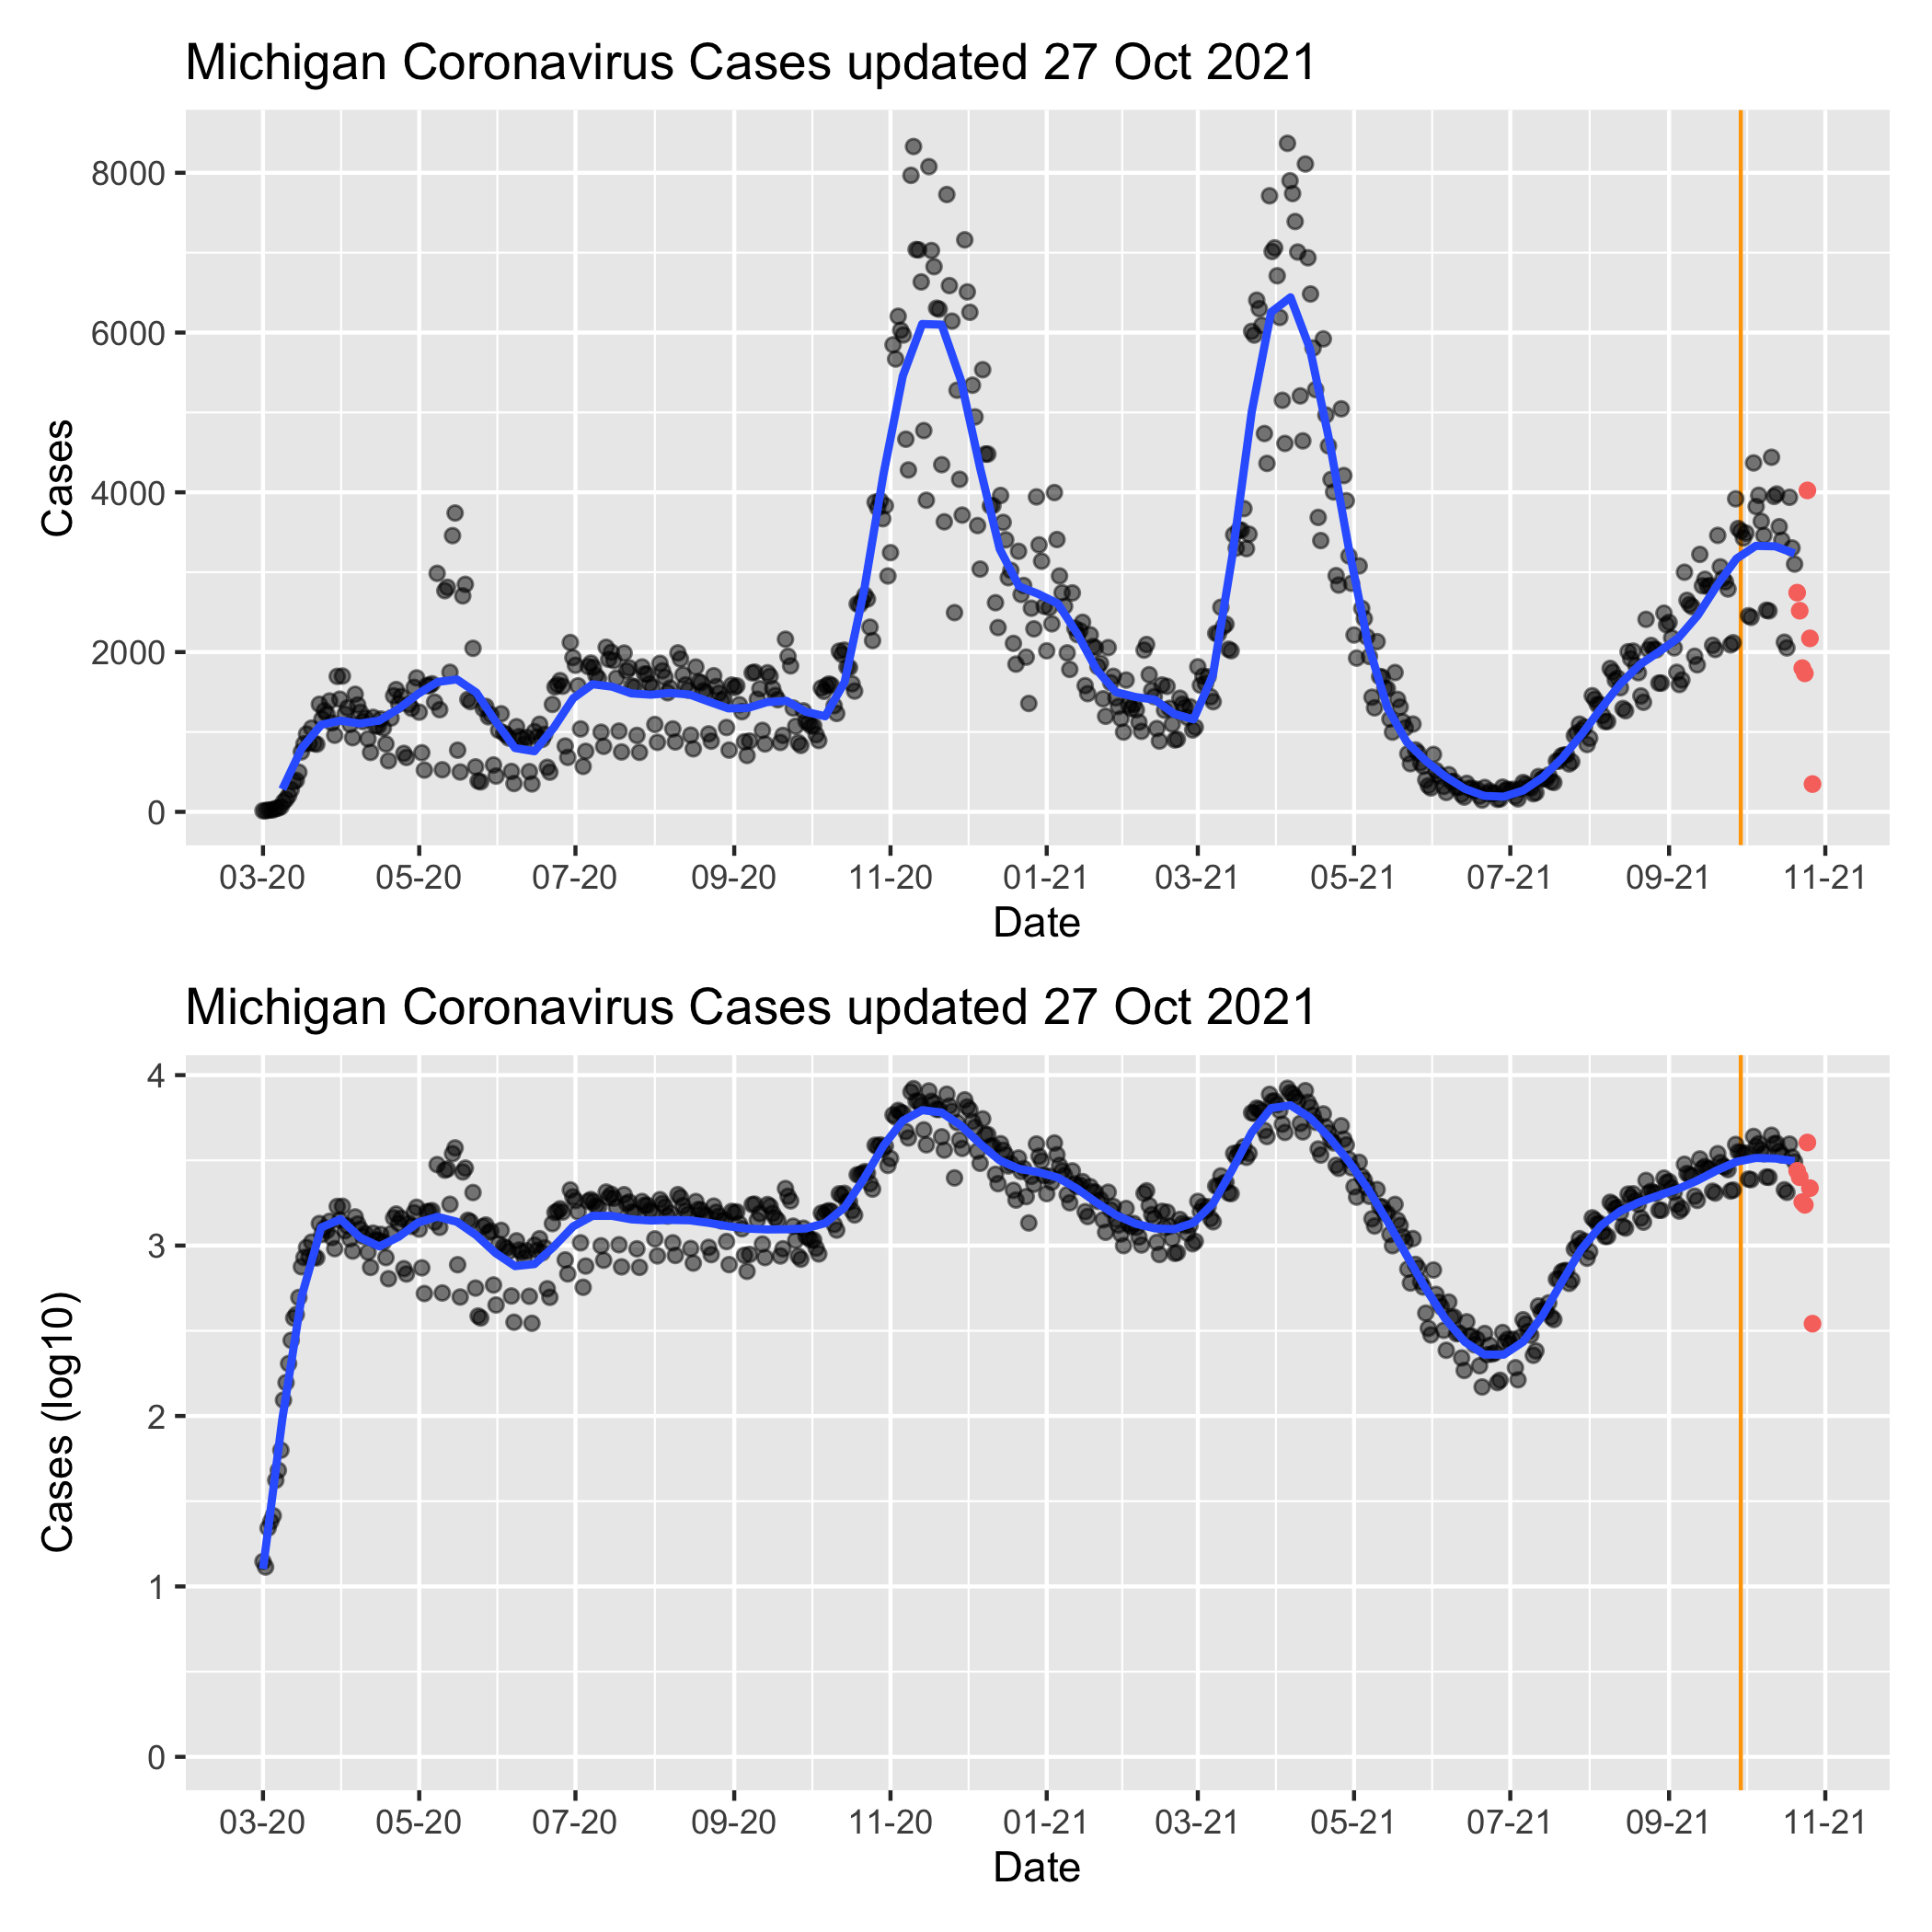 Michigan Coronavirus Cases updated 27 Oct 2021
8000
6000
4000
2000
0
Cases
03-20 05-20 07-20 09-20 11-20 01-21 03-21 05-21 07-21 09-21 11-21
Date
Michigan Coronavirus Cases updated 27 Oct 2021
4
3
2
1
0
Cases (log10)
03-20 05-20 07-20 09-20 11-20 01-21 03-21 05-21 07-21 09-21 11-21
Date